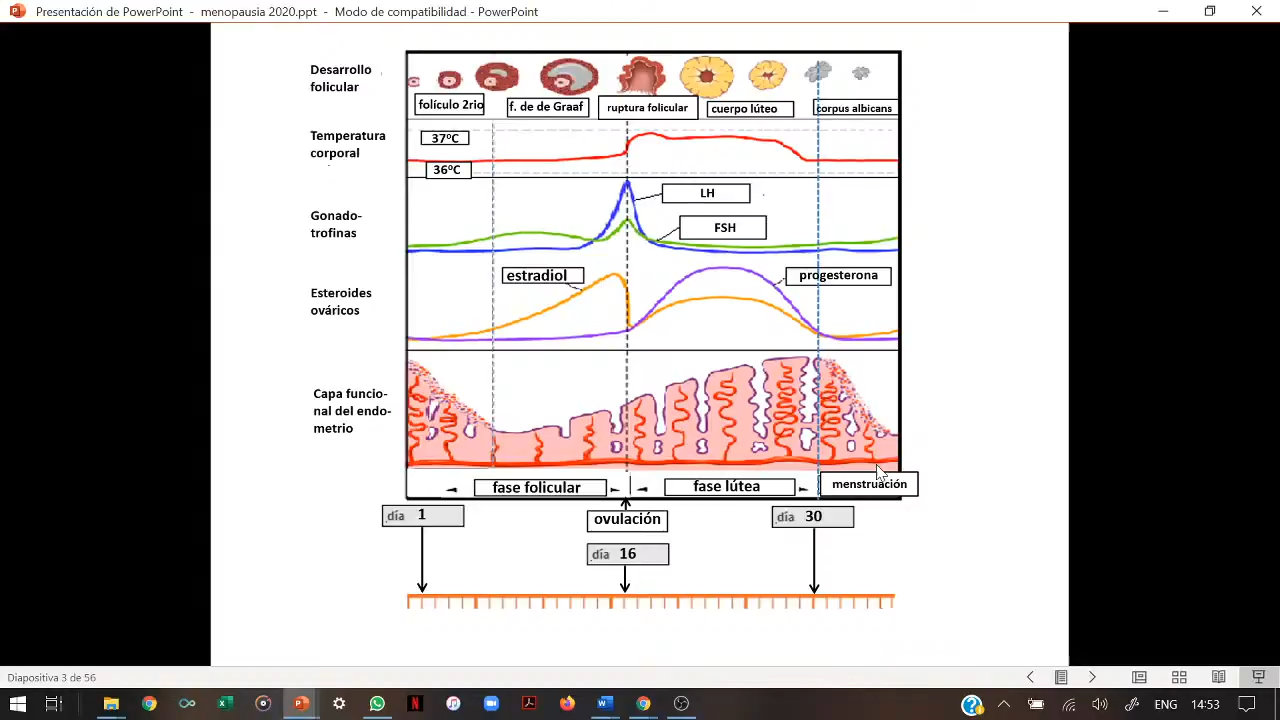 Presentación de PowerPoint - menopausia 2020.ppt - Modo de compatibilidad - PowerPoint
Desarrollo
folicular
folículo 2rio
f. de de Graaf
ruptura folicular
cuerpo lúteo
corpus albicans
Temperatura
corporal
37ºC
36ºC
Gonado-
trofinas
LH
FSH
Esteroides
ováricos
estradiol
progesterona
Capa funcio-
nal del endo-
metrio
fase folicular
fase lútea
menstruación
día 1
ovulación
día 30
día 16
Diapositiva 3 de 56
ENG 14:53